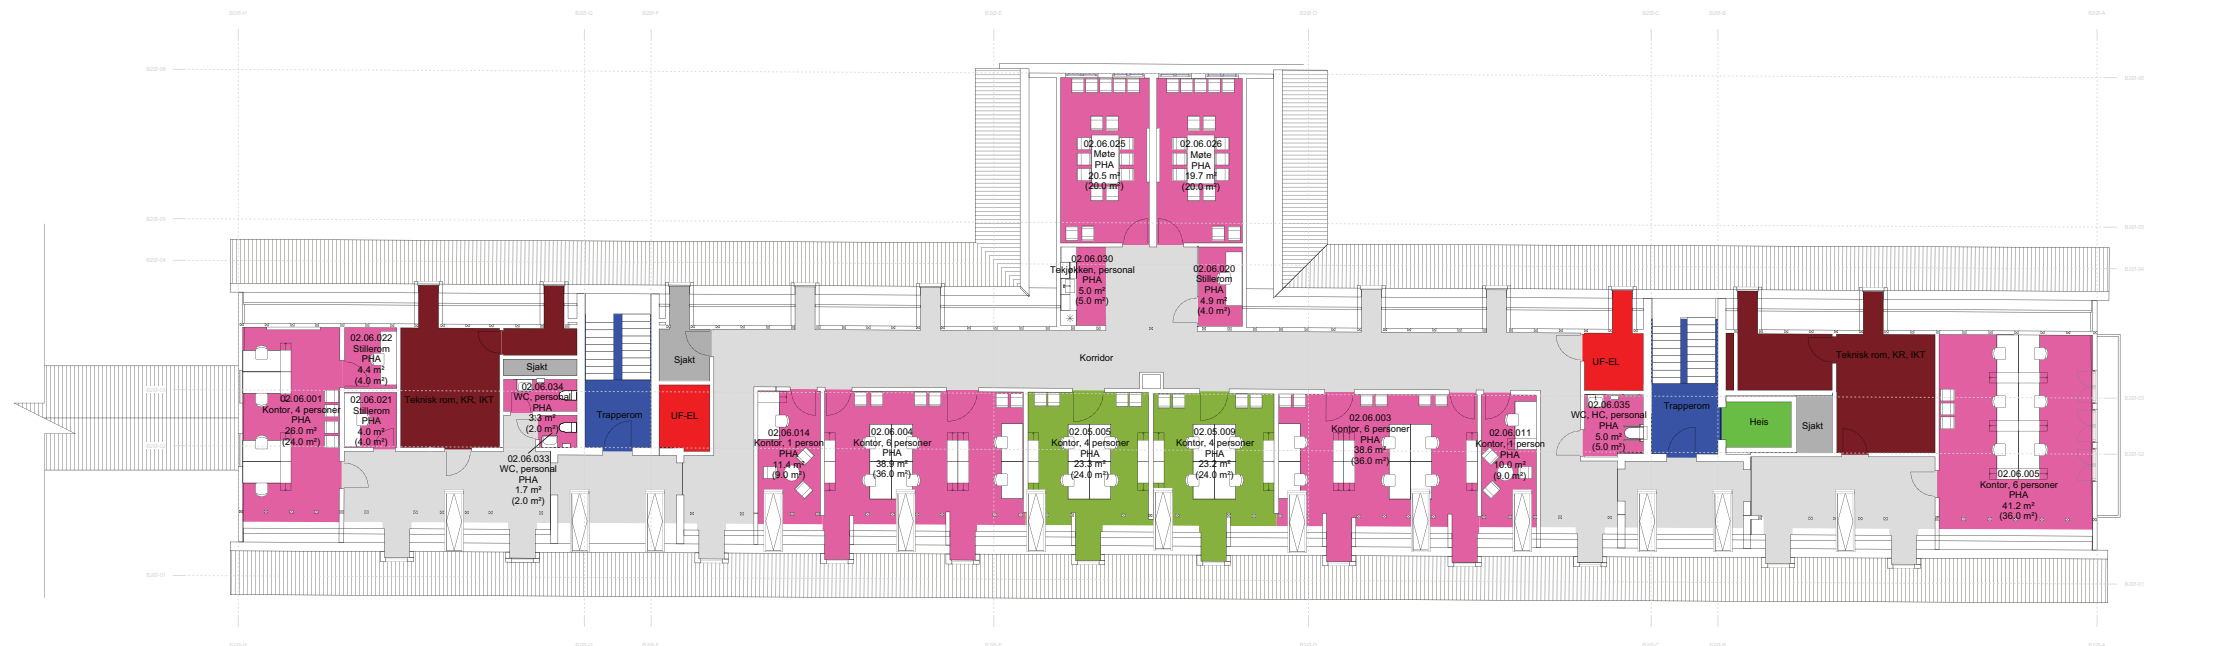 02.06.025
Møte
PHA
20.5 m²
(20.0 m²)
02.06.026
Møte
PHA
19.7 m²
(20.0 m²)
02.06.030
Tekjøkken, personal
PHA
5.0 m²
(5.0 m²)
02.06.020
Stillerom
PHA
4.9 m²
(4.0 m²)
02.06.022
Stillerom
PHA
4.4 m²
(4.0 m²)
02.06.001
Kontor, 4 personer
PHA
26.0 m²
(24.0 m²)
02.06.021
Stillerom
PHA
4.0 m²
(4.0 m²)
Teknisk rom, KR, IKT
Sjakt
02.06.034
WC, personal
PHA
3.3 m²
(2.0 m²)
02.06.033
WC, personal
PHA
1.7 m²
(2.0 m²)
Trapperom
Sjakt
UF-EL
Korridor
02.06.014
Kontor, 1 person
PHA
11.4 m²
(9.0 m²)
02.06.004
Kontor, 6 personer
PHA
38.9 m²
(36.0 m²)
02.05.005
Kontor, 4 personer
PHA
23.3 m²
(24.0 m²)
02.05.009
Kontor, 4 personer
PHA
23.2 m²
(24.0 m²)
02.06.003
Kontor, 6 personer
PHA
38.6 m²
(36.0 m²)
02.06.011
Kontor, 1 person
PHA
10.0 m²
(9.0 m²)
UF-EL
02.06.035
WC, HC, personal
PHA
5.0 m²
(5.0 m²)
Trapperom
Heis
Sjakt
Teknisk rom, KR, IKT
02.06.005
Kontor, 6 personer
PHA
41.2 m²
(36.0 m²)